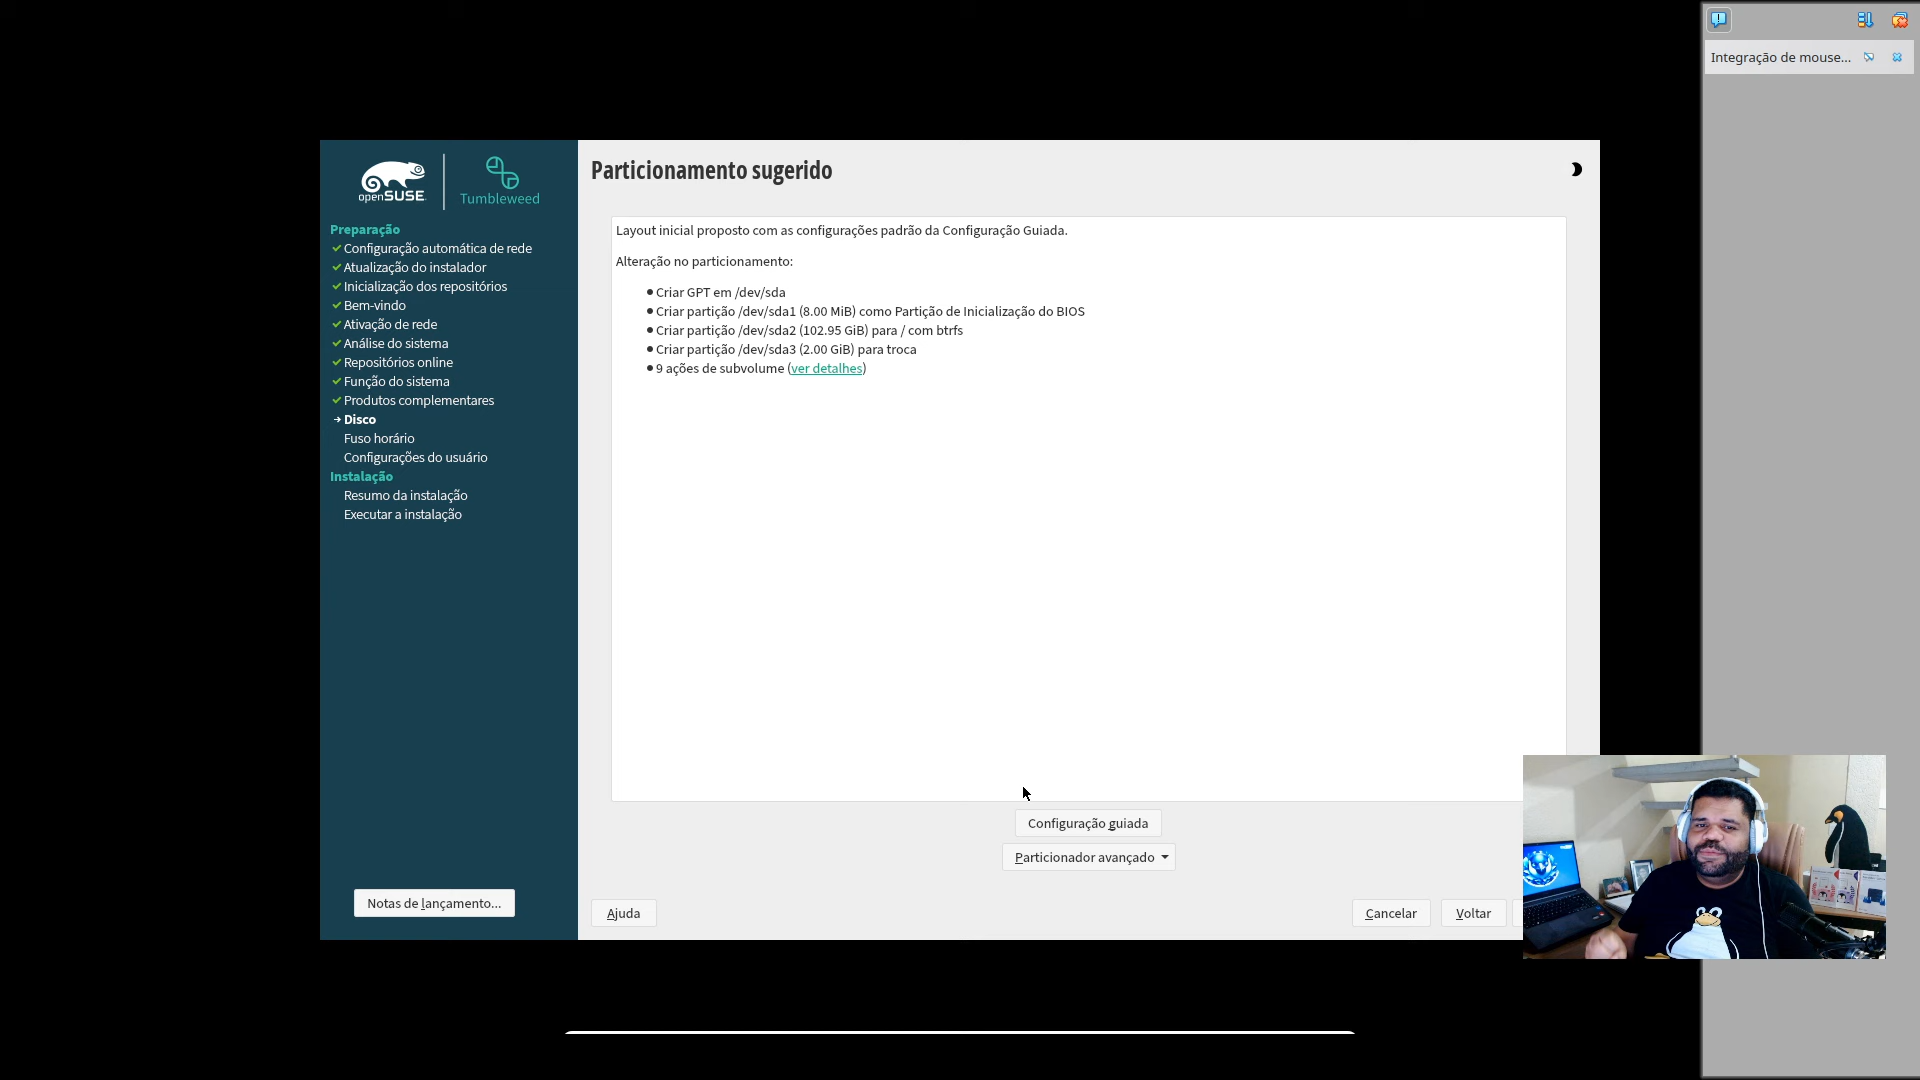 Integração de mouse...
openSUSE
Tumbleweed
Preparação
Configuração automática de rede
Atualização do instalador
Inicialização dos repositórios
Bem-vindo
Ativação de rede
Análise do sistema
Repositórios online
Função do sistema
Produtos complementares
Disco
Fuso horário
Configurações do usuário
Instalação
Resumo da instalação
Executar a instalação
Notas de lançamento...
Particionamento sugerido
Layout inicial proposto com as configurações padrão da Configuração Guiada.
Alteração no particionamento:
Criar GPT em /dev/sda
Criar partição /dev/sda1 (8.00 MiB) como Partição de Inicialização do BIOS
Criar partição /dev/sda2 (102.95 GiB) para / com btrfs
Criar partição /dev/sda3 (2.00 GiB) para troca
9 ações de subvolume (ver detalhes)
Configuração guiada
Particionador avançado
Ajuda
Cancelar
Voltar